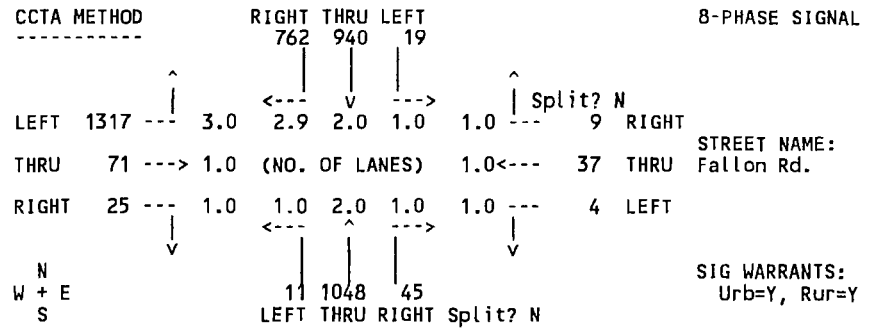 CCTA METHOD RIGHT THRU LEFT 8-PHASE SIGNAL
----------- 762 940 19
^ ^
<--- v ---> | Split? N
LEFT 1317 --- 3.0 2.9 2.0 1.0 1.0 --- 9 RIGHT
STREET NAME:
THRU 71 ---> 1.0 (NO. OF LANES) 1.0<--- 37 THRU Fallon Rd.
RIGHT 25 --- 1.0 1.0 2.0 1.0 1.0 --- 4 LEFT
<--- ^ --->
v v
N SIG WARRANTS:
W + E 11 1048 45 Urb=Y, Rur=Y
S LEFT THRU RIGHT Split? N